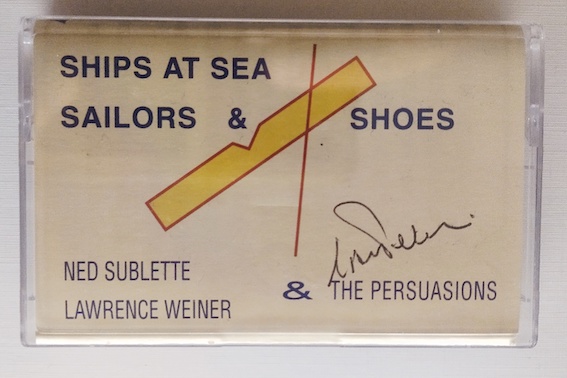 SHIPS AT SEA
SAILORS & SHOES
NED SUBLETTE
LAWRENCE WEINER & THE PERSUASIONS